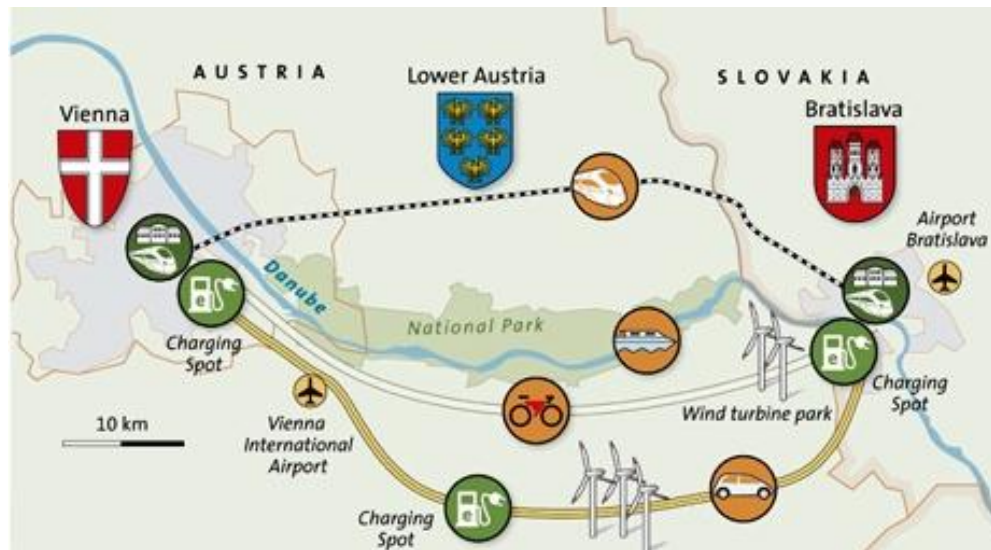 AUSTRIA
Lower Austria
SLOVAKIA
Vienna
Bratislava
Airport
Bratislava
Danube
National Park
e
Charging
Spot
e
Charging
Spot
Wind turbine park
10 km
Vienna
International
Airport
e
Charging
Spot